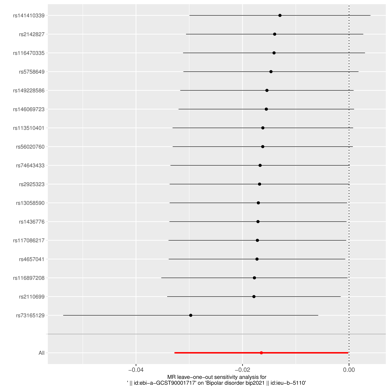 rs141410339
rs2142827
rs116470335
rs5758649
rs149228586
rs146069723
rs113510401
rs56020760
rs74643433
rs2925323
rs13058590
rs1436776
rs117086217
rs4657041
rs116897208
rs2110699
rs73165129
All
−0.04
−0.02
0.00
MR leave−one−out sensitivity analysis for
' || id:ebi−a−GCST90001717' on 'Bipolar disorder bip2021 || id:ieu−b−5110'